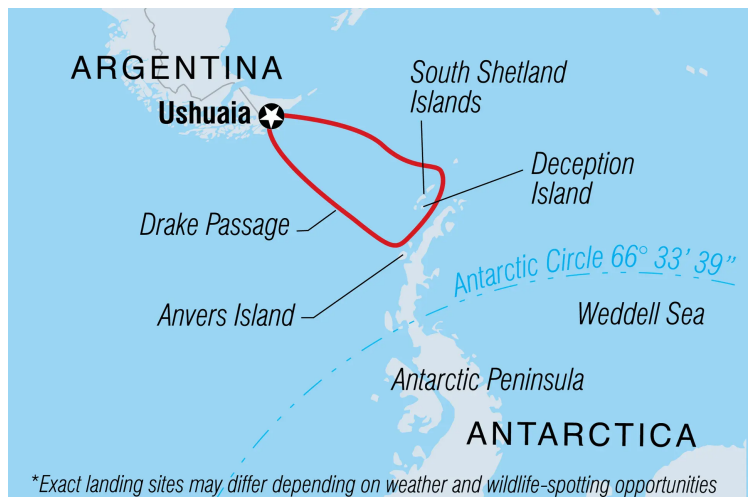 ARGENTINA
South Shetland
Islands
Ushuaia
Deception
Island
Drake Passage
Antarctic Circle 66° 33’ 39”
Anvers Island
Weddell Sea
Antarctic Peninsula
ANTARCTICA
*Exact landing sites may differ depending on weather and wildlife-spotting opportunities